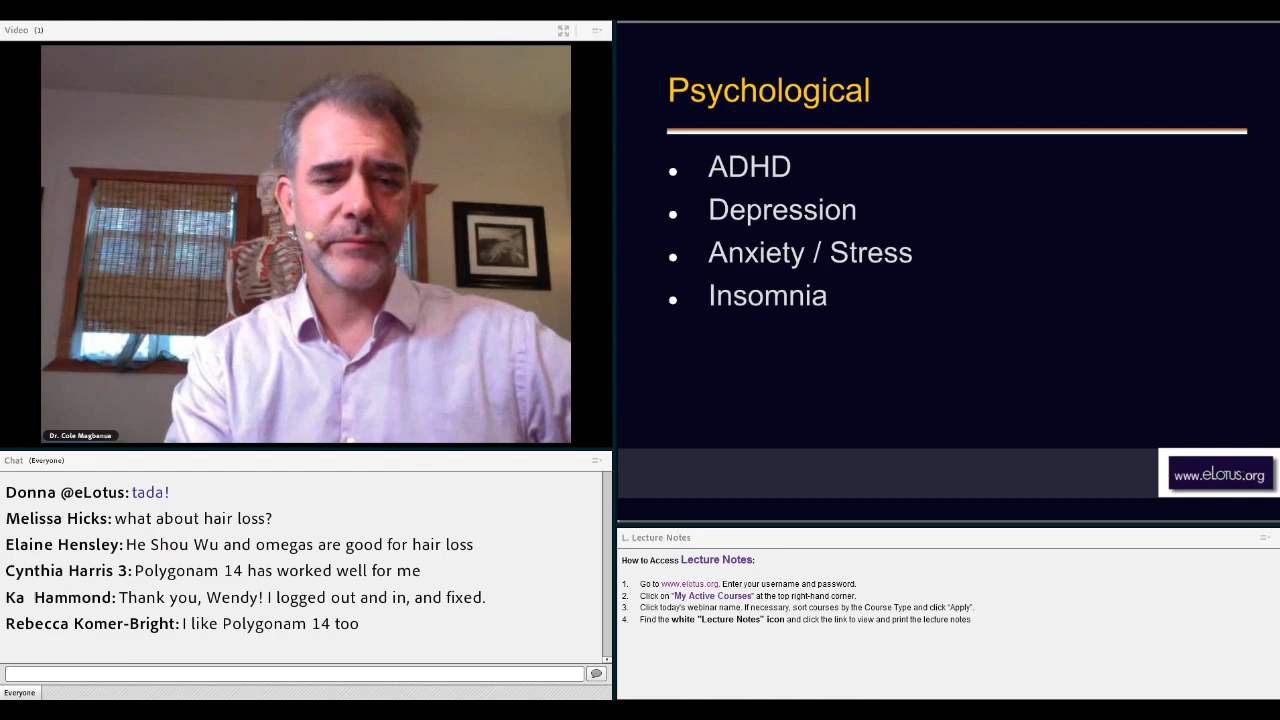 Video (1)
Dr. Cole Magbanua
Psychological
ADHD
Depression
Anxiety / Stress
Insomnia
www.eLotus.org
Chat (Everyone)
Donna @eLotus: tada!
Melissa Hicks: what about hair loss?
Elaine Hensley: He Shou Wu and omegas are good for hair loss
Cynthia Harris 3: Polygonam 14 has worked well for me
Ka Hammond: Thank you, Wendy! I logged out and in, and fixed.
Rebecca Komer-Bright: I like Polygonam 14 too
Everyone
L. Lecture Notes
How to Access Lecture Notes:
1. Go to www.elotus.org. Enter your username and password.
2. Click on "My Active Courses" at the top right-hand corner.
3. Click today's webinar name. If necessary, sort courses by the Course Type and click "Apply".
4. Find the white "Lecture Notes" icon and click the link to view and print the lecture notes